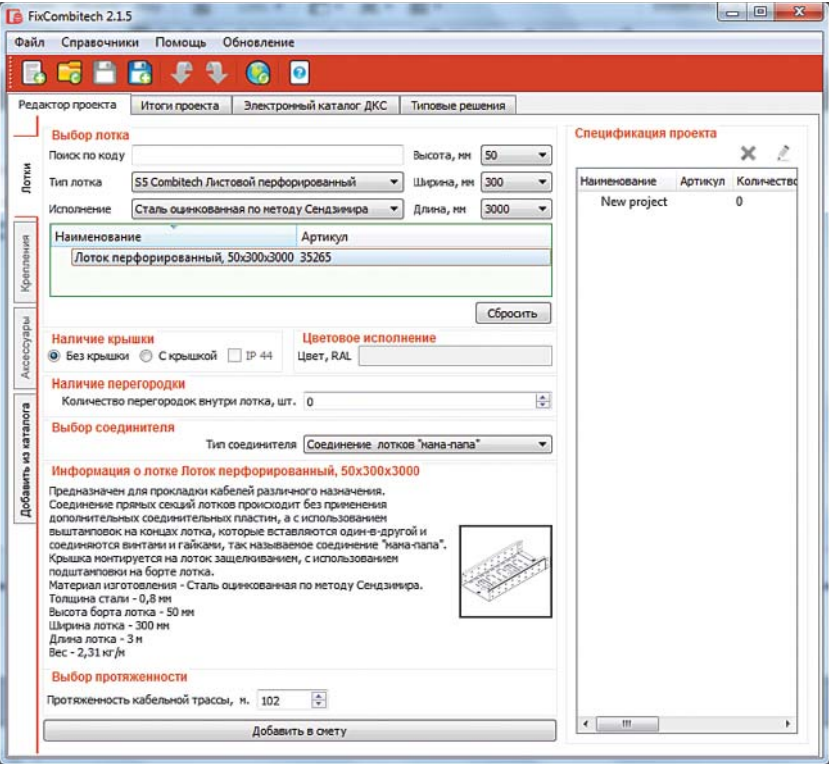 FixCombitech 2.1.5
Файл Справочники Помощь Обновление
Редактор проекта Итоги проекта Электронный каталог ДКС Типовые решения
Лотки
Крепления
Аксессуары
Добавить из каталога
Выбор лотка
Поиск по коду Высота, мм 50
Тип лотка S5 Combitech Листовой перфорированный Ширина, мм 300
Исполнение Сталь оцинкованная по методу Сендзимира Длина, мм 3000
Наименование Артикул
Лоток перфорированный, 50x300x3000 35265
Сбросить
Наличие крышки Цветовое исполнение
Без крышки С крышкой IP 44 Цвет, RAL
Наличие перегородки
Количество перегородок внутри лотка, шт. 0
Выбор соединителя
Тип соединителя Соединение лотков "мама-папа"
Информация о лотке Лоток перфорированный, 50x300x3000
Предназначен для прокладки кабелей различного назначения.
Соединение прямых секций лотков происходит без применения
дополнительных соединительных пластин, а с использованием
выштамповок на концах лотка, которые вставляются один-в-другой и
соединяются винтами и гайками, так называемое соединение "мама-папа".
Крышка монтируется на лоток защелкиванием, с использованием
подштамповки на борте лотка.
Материал изготовления - Сталь оцинкованная по методу Сендзимира.
Толщина стали - 0,8 мм
Высота борта лотка - 50 мм
Ширина лотка - 300 мм
Длина лотка - 3 м
Вес - 2,31 кг/м
Выбор протяженности
Протяженность кабельной трассы, м. 102
Добавить в смету
Спецификация проекта
Наименование Артикул Количество
New project 0